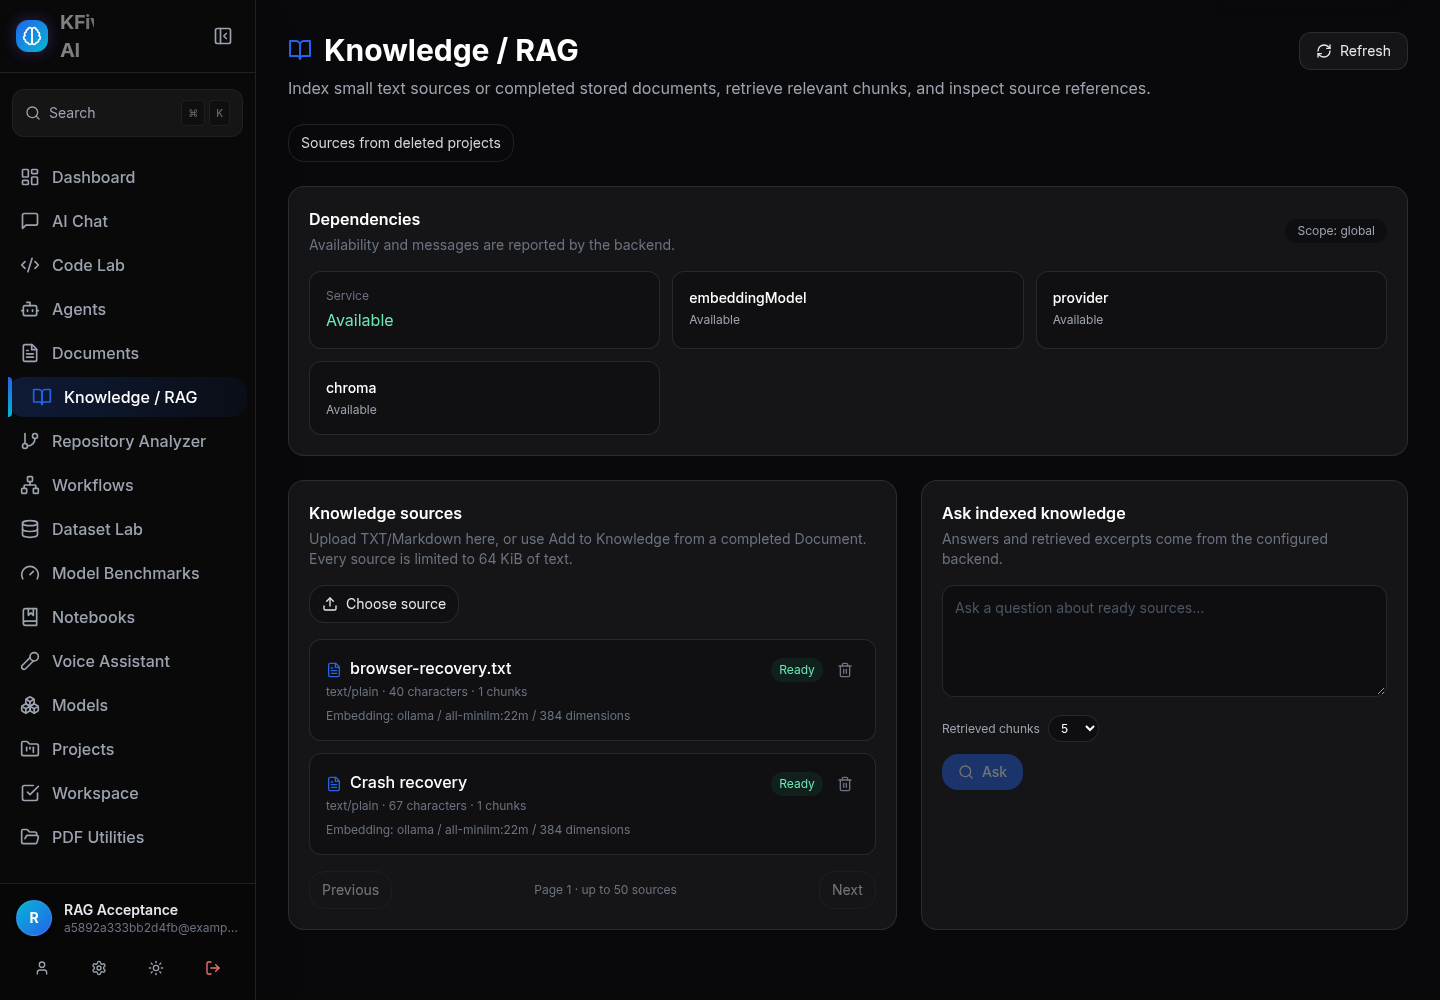 KFiv
AI
Search
⌘ K
Dashboard
AI Chat
Code Lab
Agents
Documents
Knowledge / RAG
Repository Analyzer
Workflows
Dataset Lab
Model Benchmarks
Notebooks
Voice Assistant
Models
Projects
Workspace
PDF Utilities
R
RAG Acceptance
a5892a333bb2d4fb@examp...
Knowledge / RAG
Refresh
Index small text sources or completed stored documents, retrieve relevant chunks, and inspect source references.
Sources from deleted projects
Dependencies
Availability and messages are reported by the backend.
Scope: global
Service
Available
embeddingModel
Available
provider
Available
chroma
Available
Knowledge sources
Upload TXT/Markdown here, or use Add to Knowledge from a completed Document.
Every source is limited to 64 KiB of text.
Choose source
browser-recovery.txt
Ready
text/plain · 40 characters · 1 chunks
Embedding: ollama / all-minilm:22m / 384 dimensions
Crash recovery
Ready
text/plain · 67 characters · 1 chunks
Embedding: ollama / all-minilm:22m / 384 dimensions
Previous
Page 1 · up to 50 sources
Next
Ask indexed knowledge
Answers and retrieved excerpts come from the configured
backend.
Ask a question about ready sources...
Retrieved chunks 5
Ask